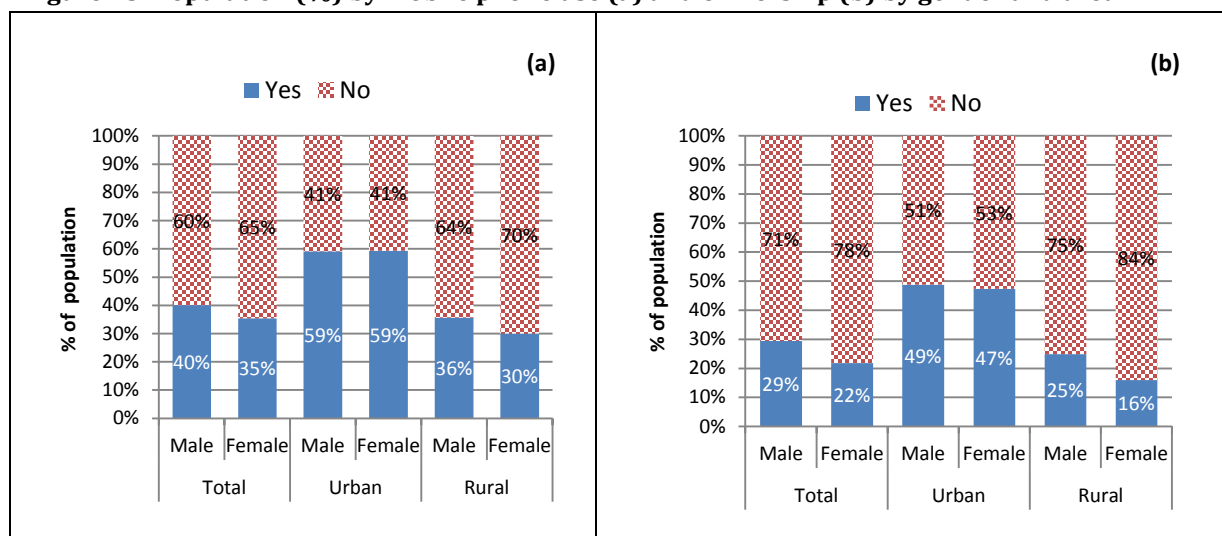 (a)
Yes No
100%
90%
80%
70%
60%
50%
40%
30%
20%
10%
0%
% of population
60% 65% 41% 41% 64% 70%
40% 35% 59% 59% 36% 30%
Male Female Male Female Male Female
Total Urban Rural
(b)
Yes No
100%
90%
80%
70%
60%
50%
40%
30%
20%
10%
0%
% of population
71% 78% 51% 53% 75% 84%
29% 22% 49% 47% 25% 16%
Male Female Male Female Male Female
Total Urban Rural